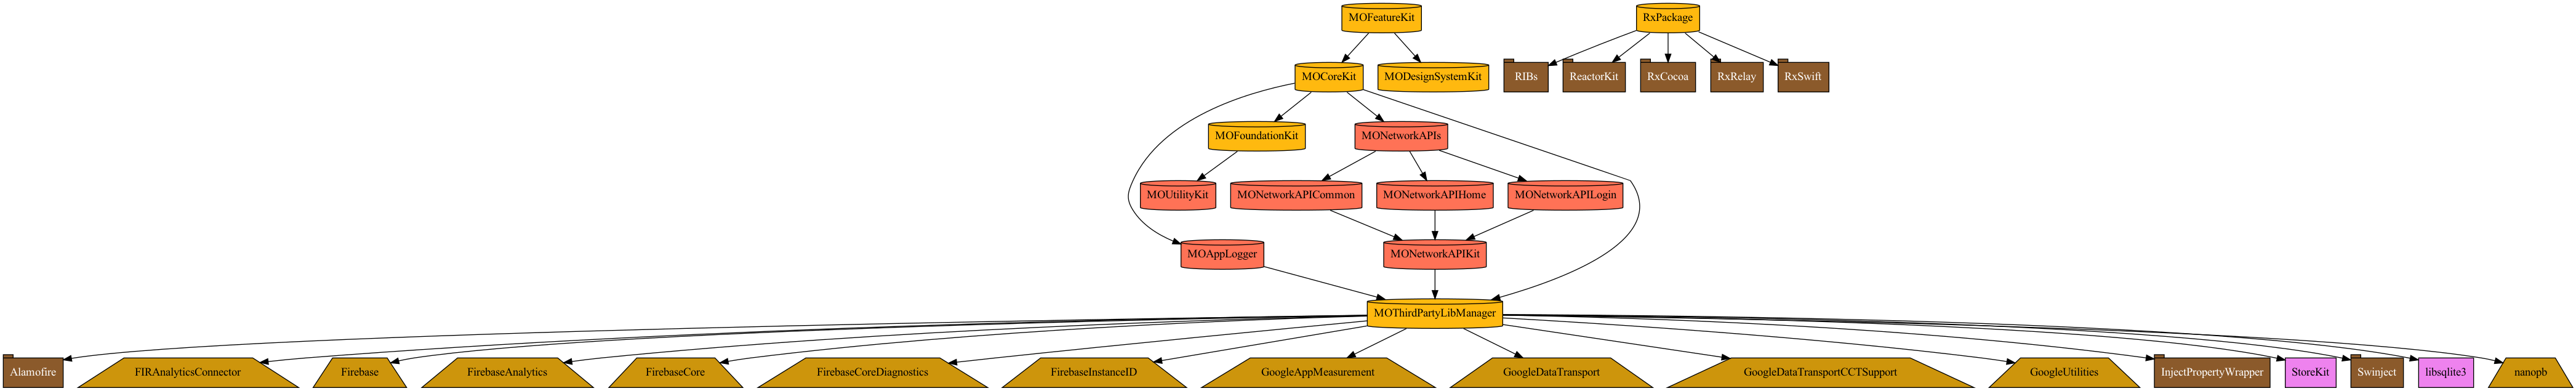 MOFeatureKit
RxPackage
MOCoreKit
MODesignSystemKit
RIBs
ReactorKit
RxCocoa
RxRelay
RxSwift
MOFoundationKit
MONetworkAPIs
MOUtilityKit
MONetworkAPICommon
MONetworkAPIHome
MONetworkAPILogin
MOAppLogger
MONetworkAPIKit
MOThirdPartyLibManager
Alamofire
FIRAnalyticsConnector
Firebase
FirebaseAnalytics
FirebaseCore
FirebaseCoreDiagnostics
FirebaseInstanceID
GoogleAppMeasurement
GoogleDataTransport
GoogleDataTransportCCTSupport
GoogleUtilities
InjectPropertyWrapper
StoreKit
Swinject
libsqlite3
nanopb